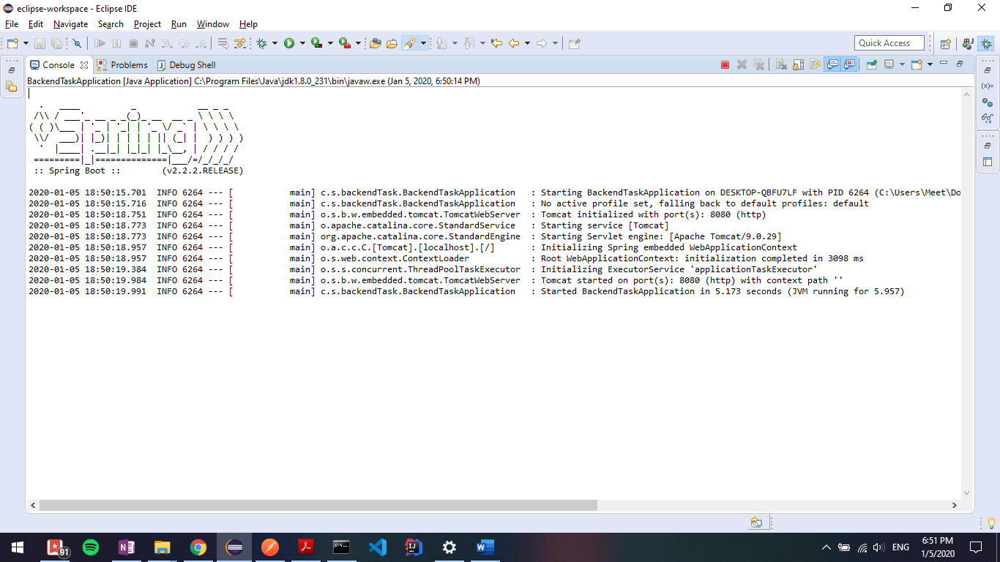 eclipse-workspace - Eclipse IDE
File Edit Navigate Search Project Run Window Help
Quick Access
Console Problems Debug Shell
BackendTaskApplication [Java Application] C:\Program Files\Java\jdk1.8.0_231\bin\javaw.exe (Jan 5, 2020, 6:50:14 PM)
Spring
:: Spring Boot ::        (v2.2.2.RELEASE)
2020-01-05 18:50:15.701  INFO 6264 --- [           main] c.s.backendTask.BackendTaskApplication   : Starting BackendTaskApplication on DESKTOP-QBFU7LF with PID 6264 (C:\Users\Meet\Do
2020-01-05 18:50:15.716  INFO 6264 --- [           main] c.s.backendTask.BackendTaskApplication   : No active profile set, falling back to default profiles: default
2020-01-05 18:50:18.751  INFO 6264 --- [           main] o.s.b.w.embedded.tomcat.TomcatWebServer  : Tomcat initialized with port(s): 8080 (http)
2020-01-05 18:50:18.773  INFO 6264 --- [           main] o.apache.catalina.core.StandardService   : Starting service [Tomcat]
2020-01-05 18:50:18.773  INFO 6264 --- [           main] org.apache.catalina.core.StandardEngine  : Starting Servlet engine: [Apache Tomcat/9.0.29]
2020-01-05 18:50:18.957  INFO 6264 --- [           main] o.a.c.c.C.[Tomcat].[localhost].[/]       : Initializing Spring embedded WebApplicationContext
2020-01-05 18:50:18.957  INFO 6264 --- [           main] o.s.web.context.ContextLoader            : Root WebApplicationContext: initialization completed in 3098 ms
2020-01-05 18:50:19.384  INFO 6264 --- [           main] o.s.s.concurrent.ThreadPoolTaskExecutor  : Initializing ExecutorService 'applicationTaskExecutor'
2020-01-05 18:50:19.984  INFO 6264 --- [           main] o.s.b.w.embedded.tomcat.TomcatWebServer  : Tomcat started on port(s): 8080 (http) with context path ''
2020-01-05 18:50:19.991  INFO 6264 --- [           main] c.s.backendTask.BackendTaskApplication   : Started BackendTaskApplication in 5.173 seconds (JVM running for 5.957)
91
ENG
6:51 PM
1/5/2020